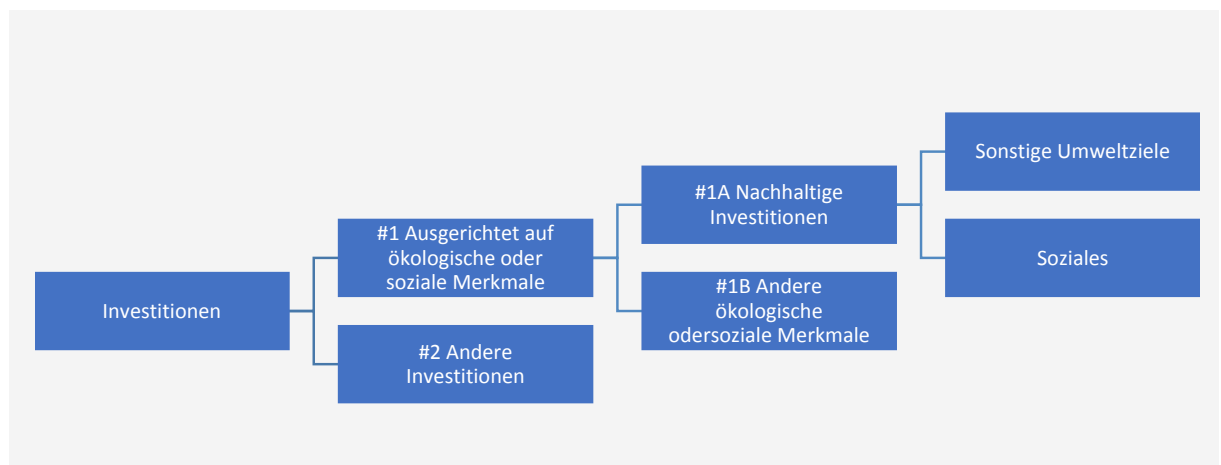 Investitionen
#1 Ausgerichtet auf
ökologische oder
soziale Merkmale
#2 Andere
Investitionen
#1A Nachhaltige
Investitionen
#1B Andere
ökologische
odersoziale Merkmale
Sonstige Umweltziele
Soziales